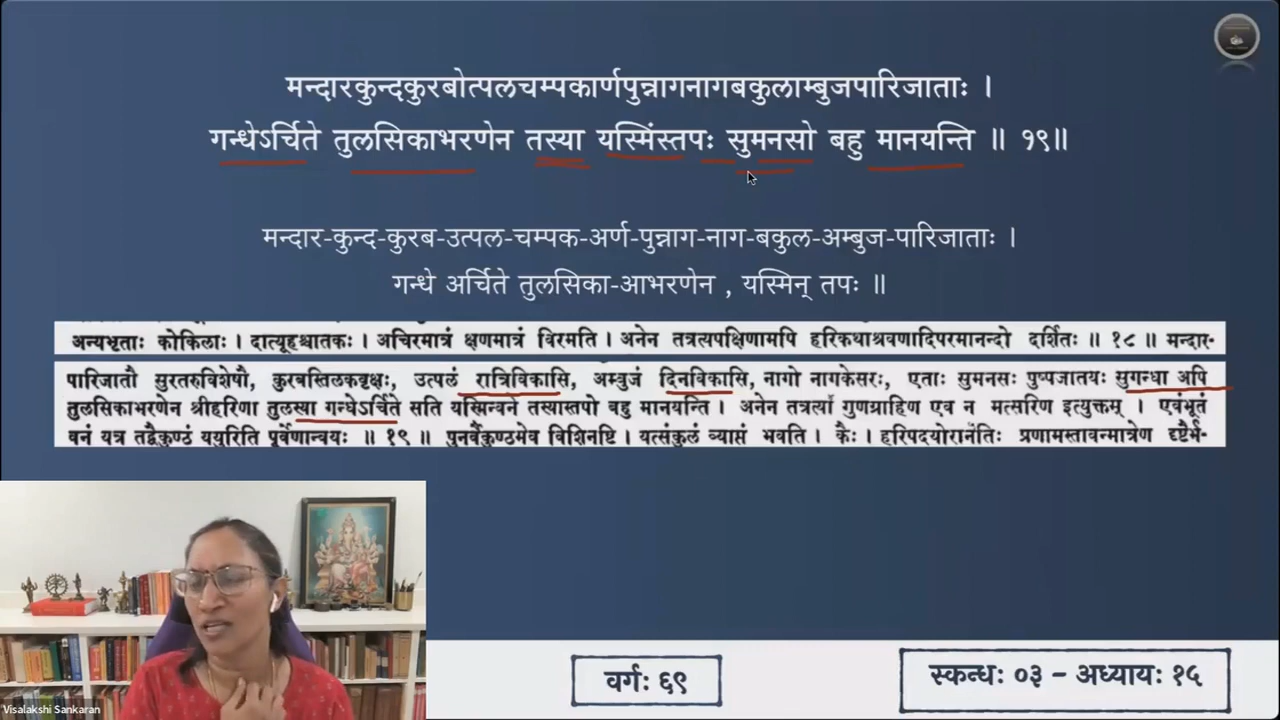 मन्दारकुन्दकुरबोत्पलचम्पकार्णपुन्नागनागबकुलाम्बुजपारिजाताः ।
गन्धेऽर्चिते तुलसिकाभरणेन तस्या यस्मिंस्तपः सुमनसो बहु मानयन्ति ॥ १९॥
मन्दार-कुन्द-कुरब-उत्पल-चम्पक-अर्ण-पुन्नाग-नाग-बकुल-अम्बुज-पारिजाताः ।
गन्धे अर्चिते तुलसिका-आभरणेन , यस्मिन् तपः ॥
अन्यभृताः कोकिलाः । दात्यूहश्चातकः । अचिरमात्रं क्षणमात्रं विरमति । अनेन तत्रत्यपक्षिणामपि हरिकथाश्रवणादिपरमानन्दो दर्शितः ॥ १८ ॥ मन्दार-
पारिजातौ सुरतरुविशेषौ, कुरबस्तिलकवृक्षः, उत्पलं रात्रिविकासि, अम्बुजं दिनविकासि, नागो नागकेसरः, एताः सुमनसः पुष्पजातयः सुगन्धा अपि
तुलसिकाभरणेन श्रीहरिणा तुलस्या गन्धेऽर्चिते सति यस्मिन्वने तस्यास्तपो बहु मानयन्ति । अनेन तत्रत्या गुणग्राहिण एव न मत्सरिण इत्युक्तम् । एवंभूतं
वनं यत्र तद्वैकुण्ठं ययुरिति पूर्वेणान्वयः ॥ १९ ॥ पुनर्वैकुण्ठमेव विशिनष्टि । यत्संकुलं व्याप्तं भवति । कैः । हरिपदयोरानतिः प्रणामस्तावन्मात्रेण दृष्टैर्भ-
Visalakshi Sankaran
वर्गः ६९
स्कन्धः ०३ - अध्यायः १५